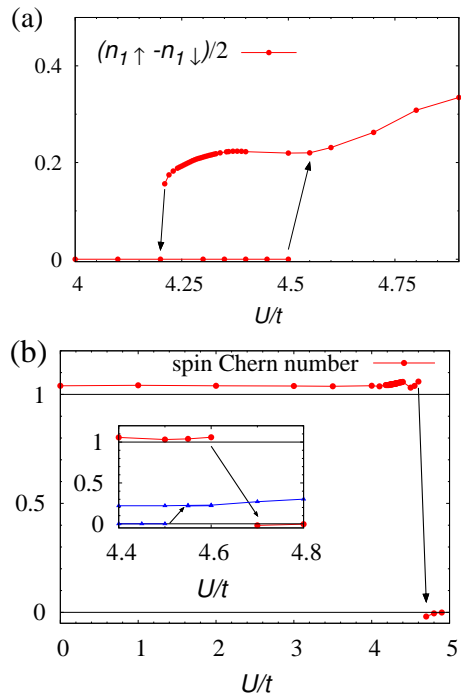 (a)
(n1↑ -n1↓)/2
0.4
0.2
0
4 4.25 4.5 4.75
U/t
(b)
spin Chern number
1
0.5
0
1
0.5
0
4.4 4.6 4.8
U/t
0 1 2 3 4 5
U/t